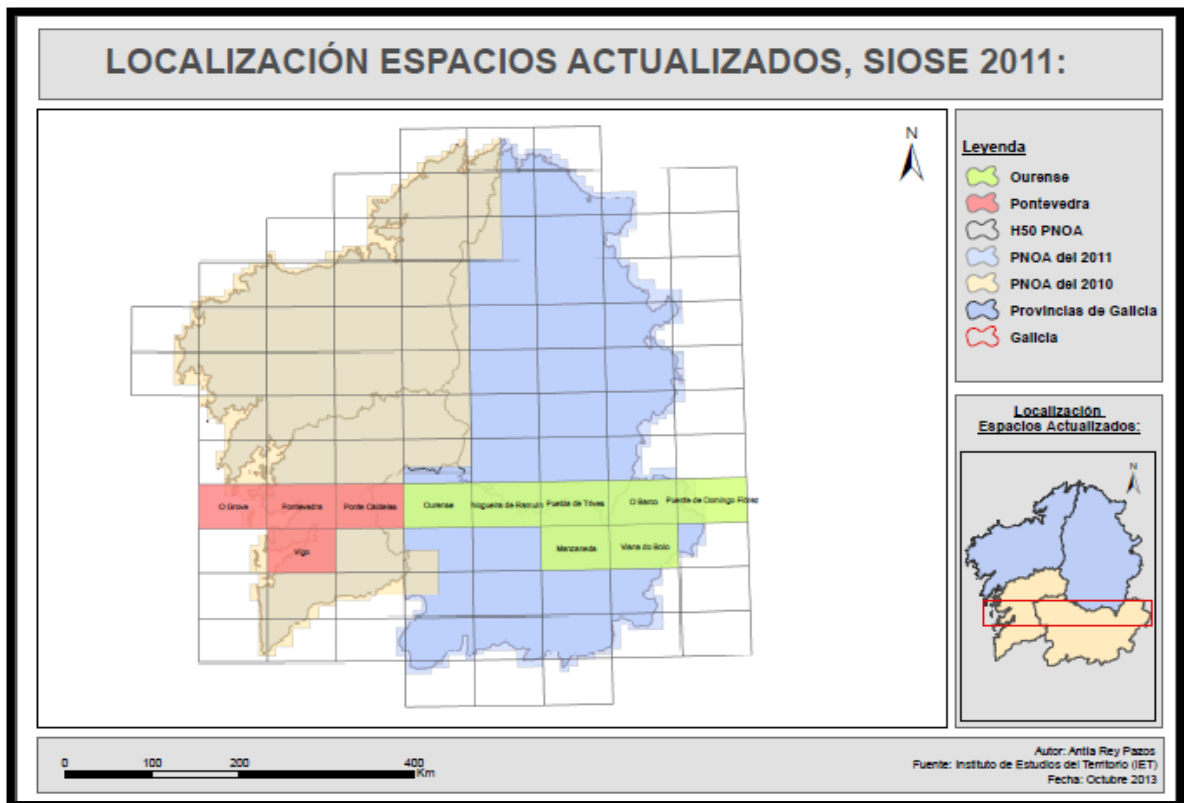 LOCALIZACIÓN ESPACIOS ACTUALIZADOS, SIOSE 2011:
N
O Grove
Pontevedra
Ponte Caldelas
Ourense
Nogueira de Ramuín
Puebla de Trives
O Barco
Puente de Domingo Flórez
Vigo
Manzaneda
Viana do Bolo
Leyenda
Ourense
Pontevedra
H50 PNOA
PNOA del 2011
PNOA del 2010
Provincias de Galicia
Galicia
Localización
Espacios Actualizados:
N
0 100 200 400
Km
Autor: Antía Rey Pazos
Fuente: Instituto de Estudios del Territorio (IET)
Fecha: Octubre 2013